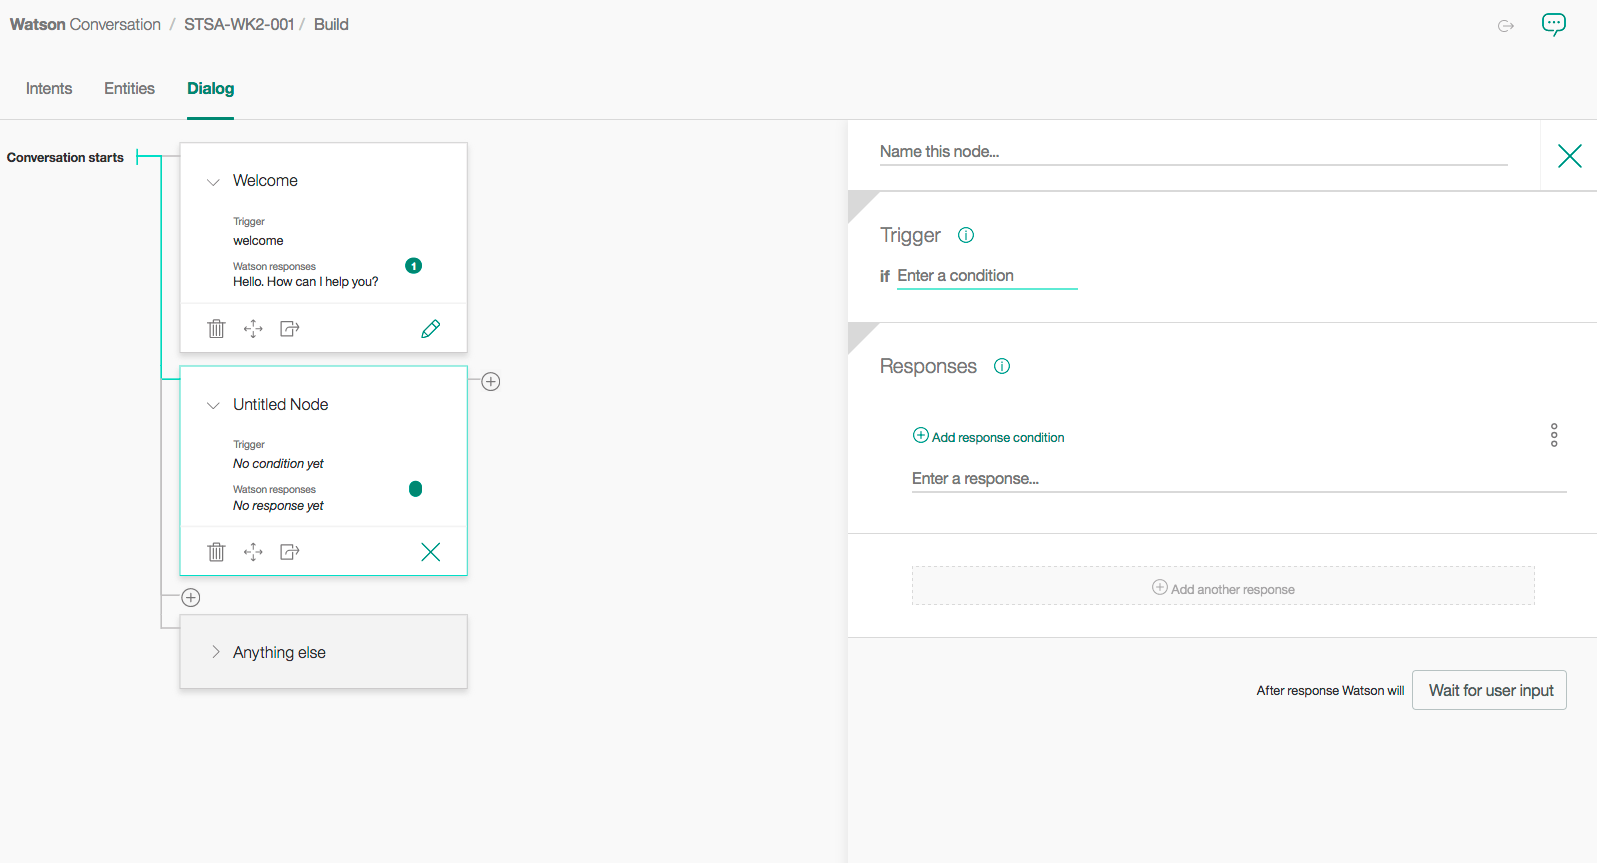 Watson Conversation / STSA-WK2-001 / Build
Intents Entities Dialog
Conversation starts
Welcome
Trigger
welcome
Watson responses
1
Hello. How can I help you?
Untitled Node
Trigger
No condition yet
Watson responses
No response yet
Anything else
Name this node...
Trigger
if Enter a condition
Responses
Add response condition
Enter a response...
Add another response
After response Watson will Wait for user input